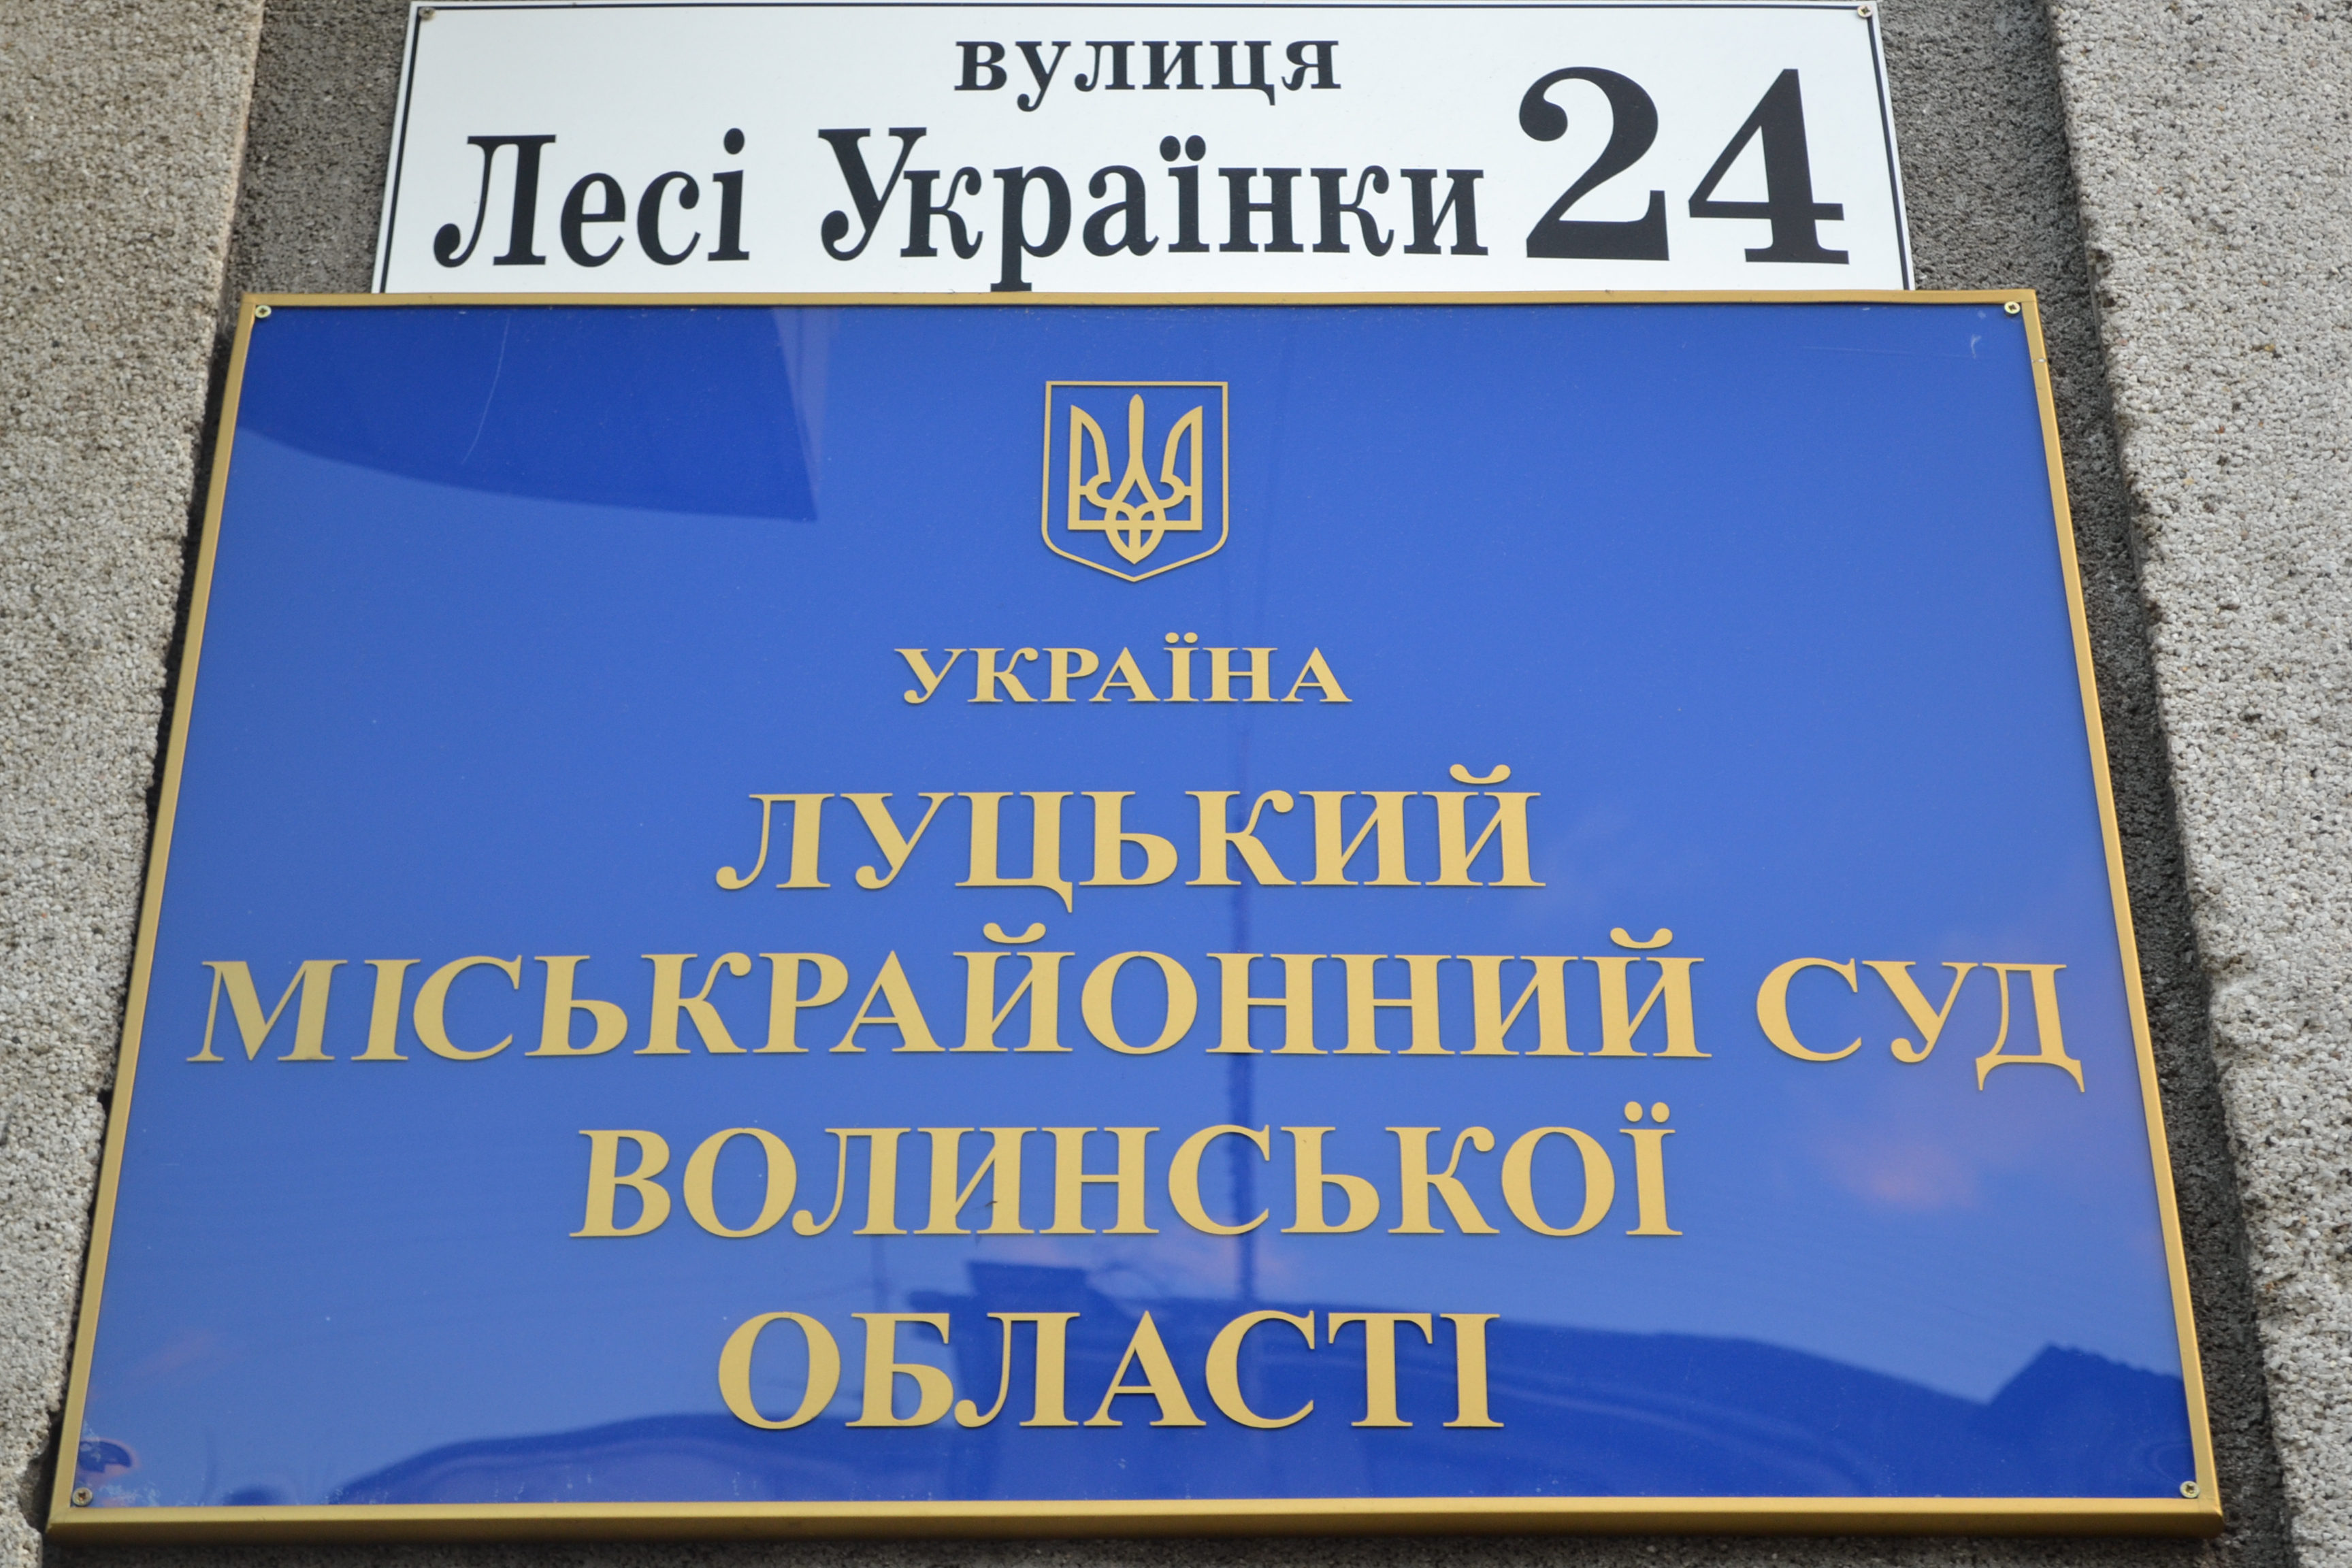 вулиця
Лесі Українки 24
УКРАЇНА
ЛУЦЬКИЙ
МІСЬКРАЙОННИЙ СУД
ВОЛИНСЬКОЇ
ОБЛАСТІ